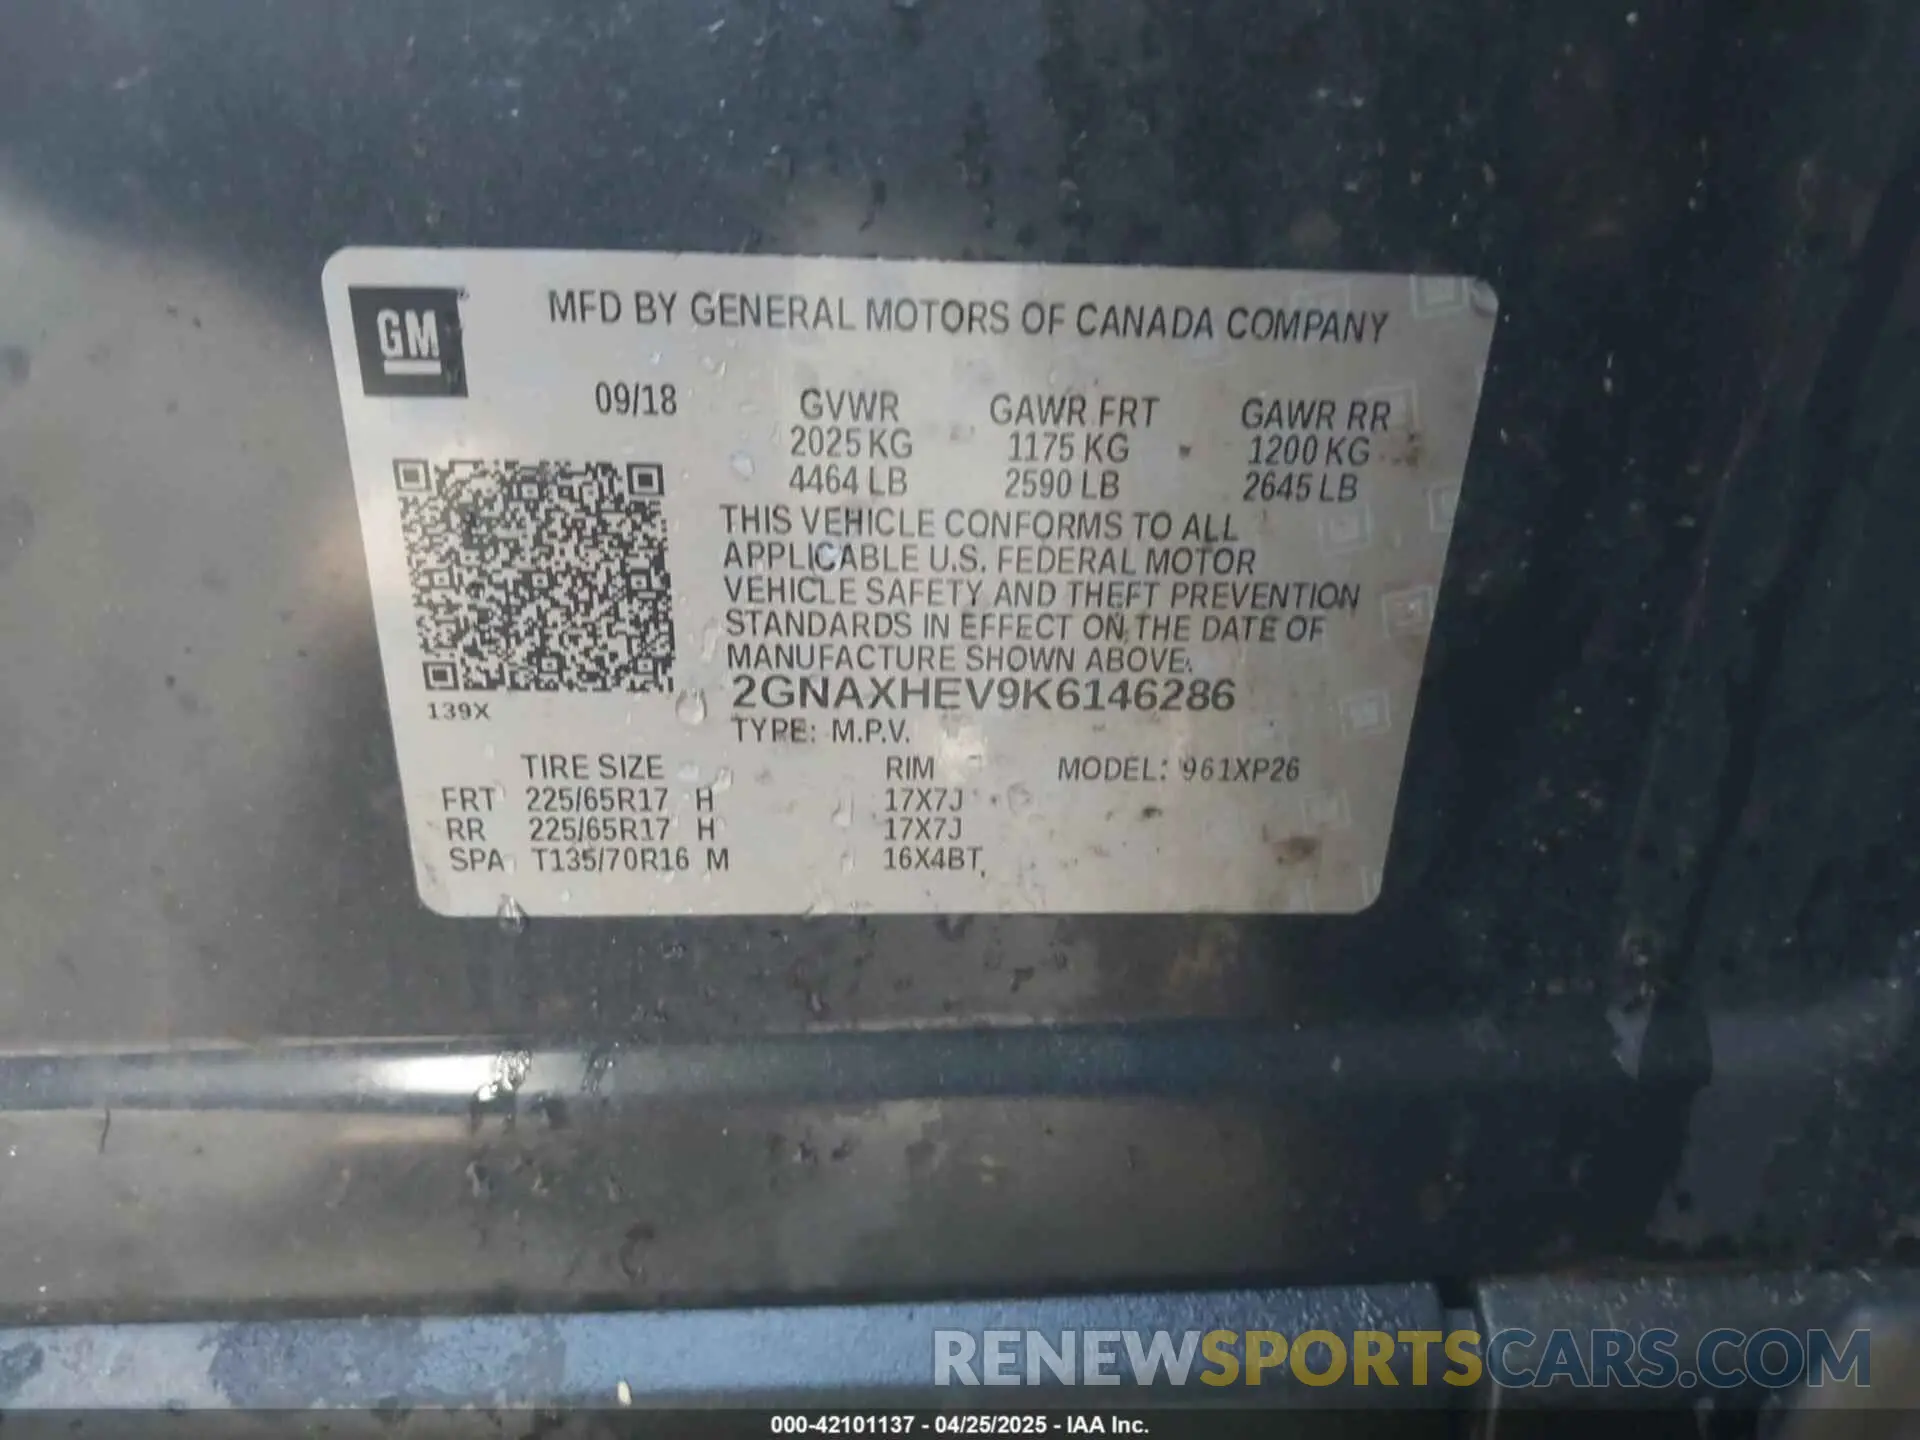 GM
MFD BY GENERAL MOTORS OF CANADA COMPANY
09/18 GVWR GAWR FRT GAWR RR
2025 KG 1175 KG 1200 KG
4464 LB 2590 LB 2645 LB
THIS VEHICLE CONFORMS TO ALL
APPLICABLE U.S. FEDERAL MOTOR
VEHICLE SAFETY AND THEFT PREVENTION
STANDARDS IN EFFECT ON THE DATE OF
MANUFACTURE SHOWN ABOVE.
2GNAXHEV9K6146286
139X
TYPE: M.P.V.
TIRE SIZE RIM MODEL: 961XP26
FRT 225/65R17 H 17X7J
RR 225/65R17 H 17X7J
SPA T135/70R16 M 16X4BT
RENEWSPORTSCARS.COM
000-42101137 - 04/25/2025 - IAA Inc.